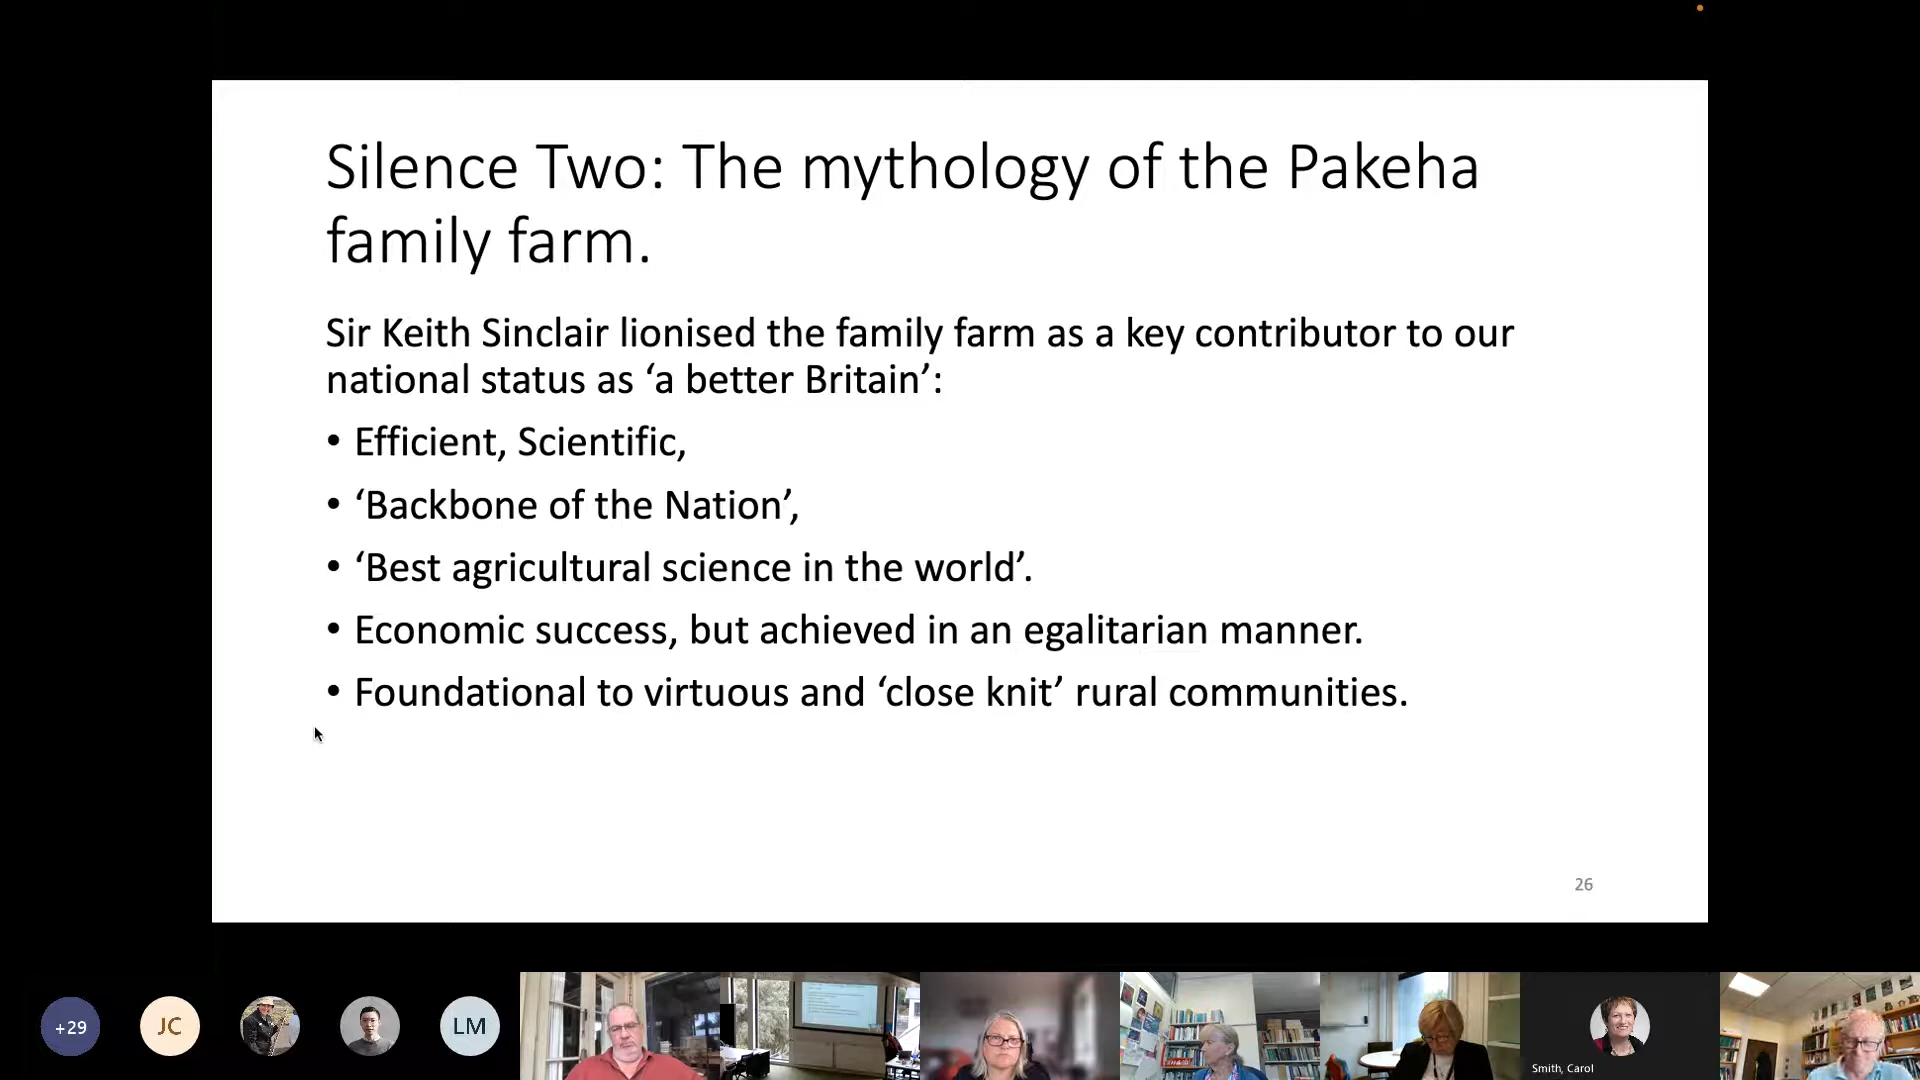 Silence Two: The mythology of the Pakeha
family farm.
Sir Keith Sinclair lionised the family farm as a key contributor to our
national status as ‘a better Britain’:
• Efficient, Scientific,
• ‘Backbone of the Nation’,
• ‘Best agricultural science in the world’.
• Economic success, but achieved in an egalitarian manner.
• Foundational to virtuous and ‘close knit’ rural communities.
26
+29
JC
LM
Smith, Carol